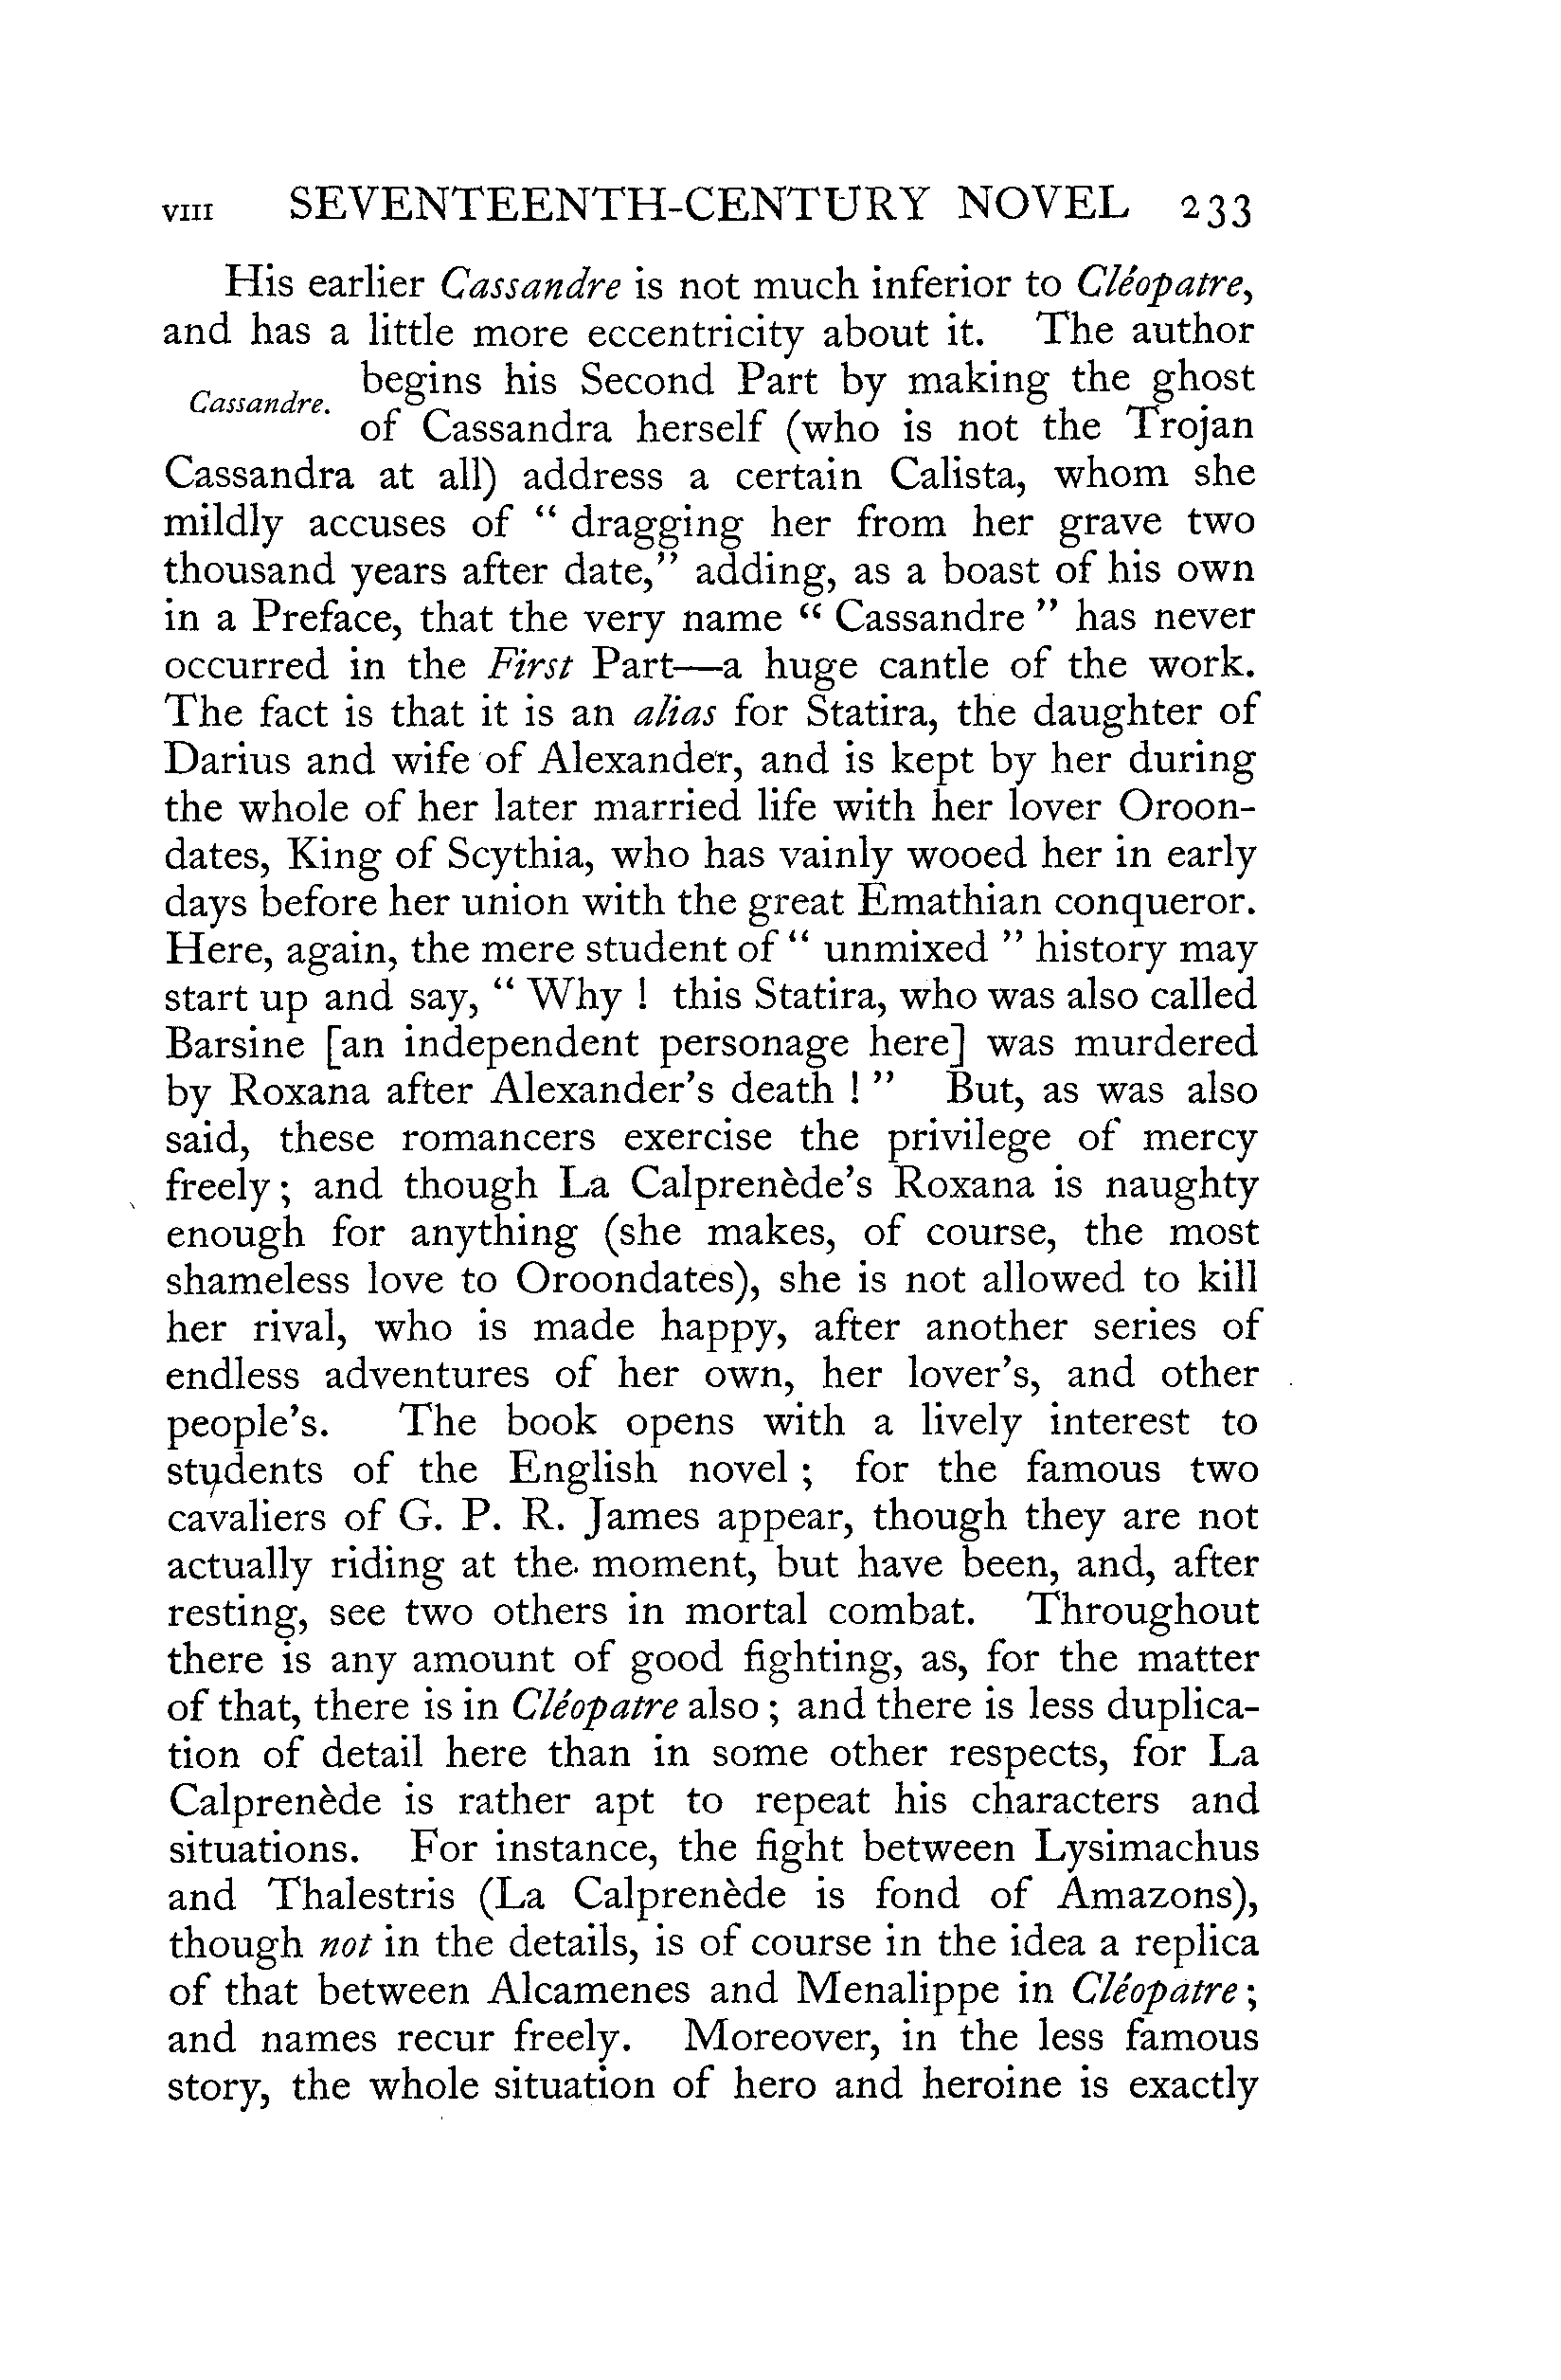 VIII SEVENTEENTH-CENTURY NOVEL 233
His earlier Cassandre is not much inferior to Cléopatre,
and has a little more eccentricity about it. The author
Cassandre.
begins his Second Part by making the ghost
of Cassandra herself (who is not the Trojan
Cassandra at all) address a certain Calista, whom she
mildly accuses of “ dragging her from her grave two
thousand years after date,” adding, as a boast of his own
in a Preface, that the very name “ Cassandre ” has never
occurred in the First Part—a huge cantle of the work.
The fact is that it is an alias for Statira, the daughter of
Darius and wife of Alexander, and is kept by her during
the whole of her later married life with her lover Oroon-
dates, King of Scythia, who has vainly wooed her in early
days before her union with the great Emathian conqueror.
Here, again, the mere student of “ unmixed ” history may
start up and say, “ Why ! this Statira, who was also called
Barsine [an independent personage here] was murdered
by Roxana after Alexander’s death ! ” But, as was also
said, these romancers exercise the privilege of mercy
freely ; and though La Calprenède’s Roxana is naughty
enough for anything (she makes, of course, the most
shameless love to Oroondates), she is not allowed to kill
her rival, who is made happy, after another series of
endless adventures of her own, her lover’s, and other
people’s. The book opens with a lively interest to
students of the English novel ; for the famous two
cavaliers of G. P. R. James appear, though they are not
actually riding at the moment, but have been, and, after
resting, see two others in mortal combat. Throughout
there is any amount of good fighting, as, for the matter
of that, there is in Cléopatre also ; and there is less duplica-
tion of detail here than in some other respects, for La
Calprenède is rather apt to repeat his characters and
situations. For instance, the fight between Lysimachus
and Thalestris (La Calprenède is fond of Amazons),
though not in the details, is of course in the idea a replica
of that between Alcamenes and Menalippe in Cléopatre ;
and names recur freely. Moreover, in the less famous
story, the whole situation of hero and heroine is exactly